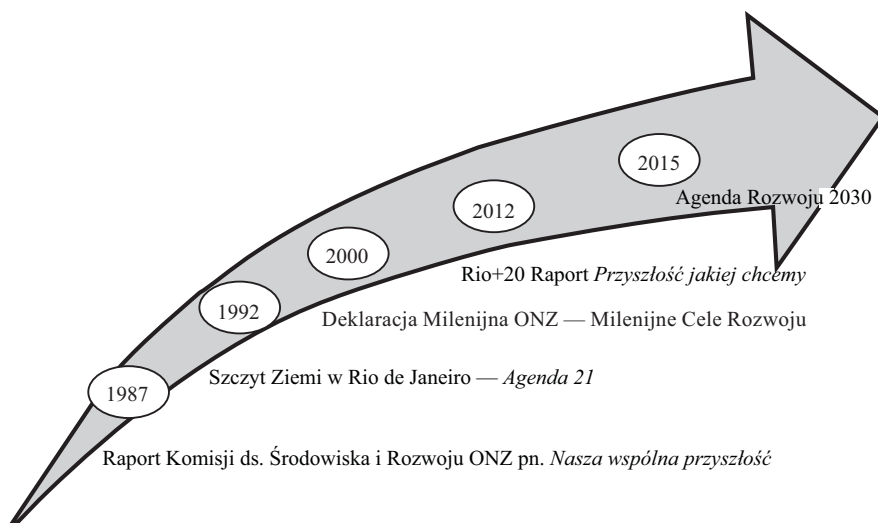 2015
Agenda Rozwoju 2030
2012
Rio+20 Raport Przyszłość jakiej chcemy
2000
Deklaracja Milenijna ONZ — Milenijne Cele Rozwoju
1992
Szczyt Ziemi w Rio de Janeiro — Agenda 21
1987
Raport Komisji ds. Środowiska i Rozwoju ONZ pn. Nasza wspólna przyszłość